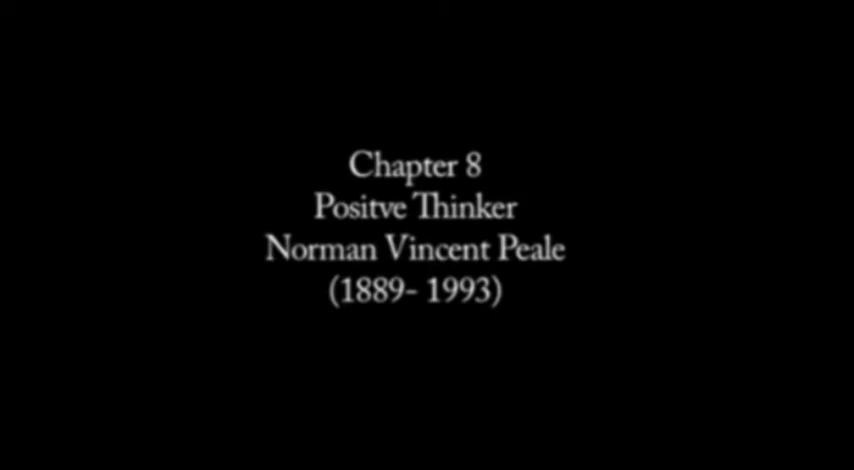 Chapter 8
Positve Thinker
Norman Vincent Peale
(1889- 1993)